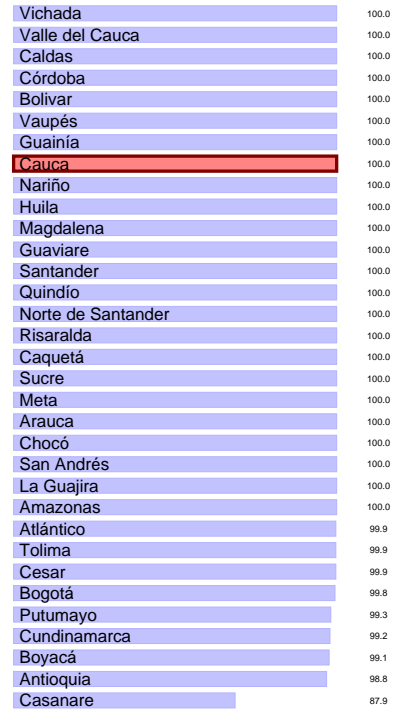 Vichada 100.0
Valle del Cauca 100.0
Caldas 100.0
Córdoba 100.0
Bolivar 100.0
Vaupés 100.0
Guainía 100.0
Cauca 100.0
Nariño 100.0
Huila 100.0
Magdalena 100.0
Guaviare 100.0
Santander 100.0
Quindío 100.0
Norte de Santander 100.0
Risaralda 100.0
Caquetá 100.0
Sucre 100.0
Meta 100.0
Arauca 100.0
Chocó 100.0
San Andrés 100.0
La Guajira 100.0
Amazonas 100.0
Atlántico 99.9
Tolima 99.9
Cesar 99.9
Bogotá 99.8
Putumayo 99.3
Cundinamarca 99.2
Boyacá 99.1
Antioquia 98.8
Casanare 87.9